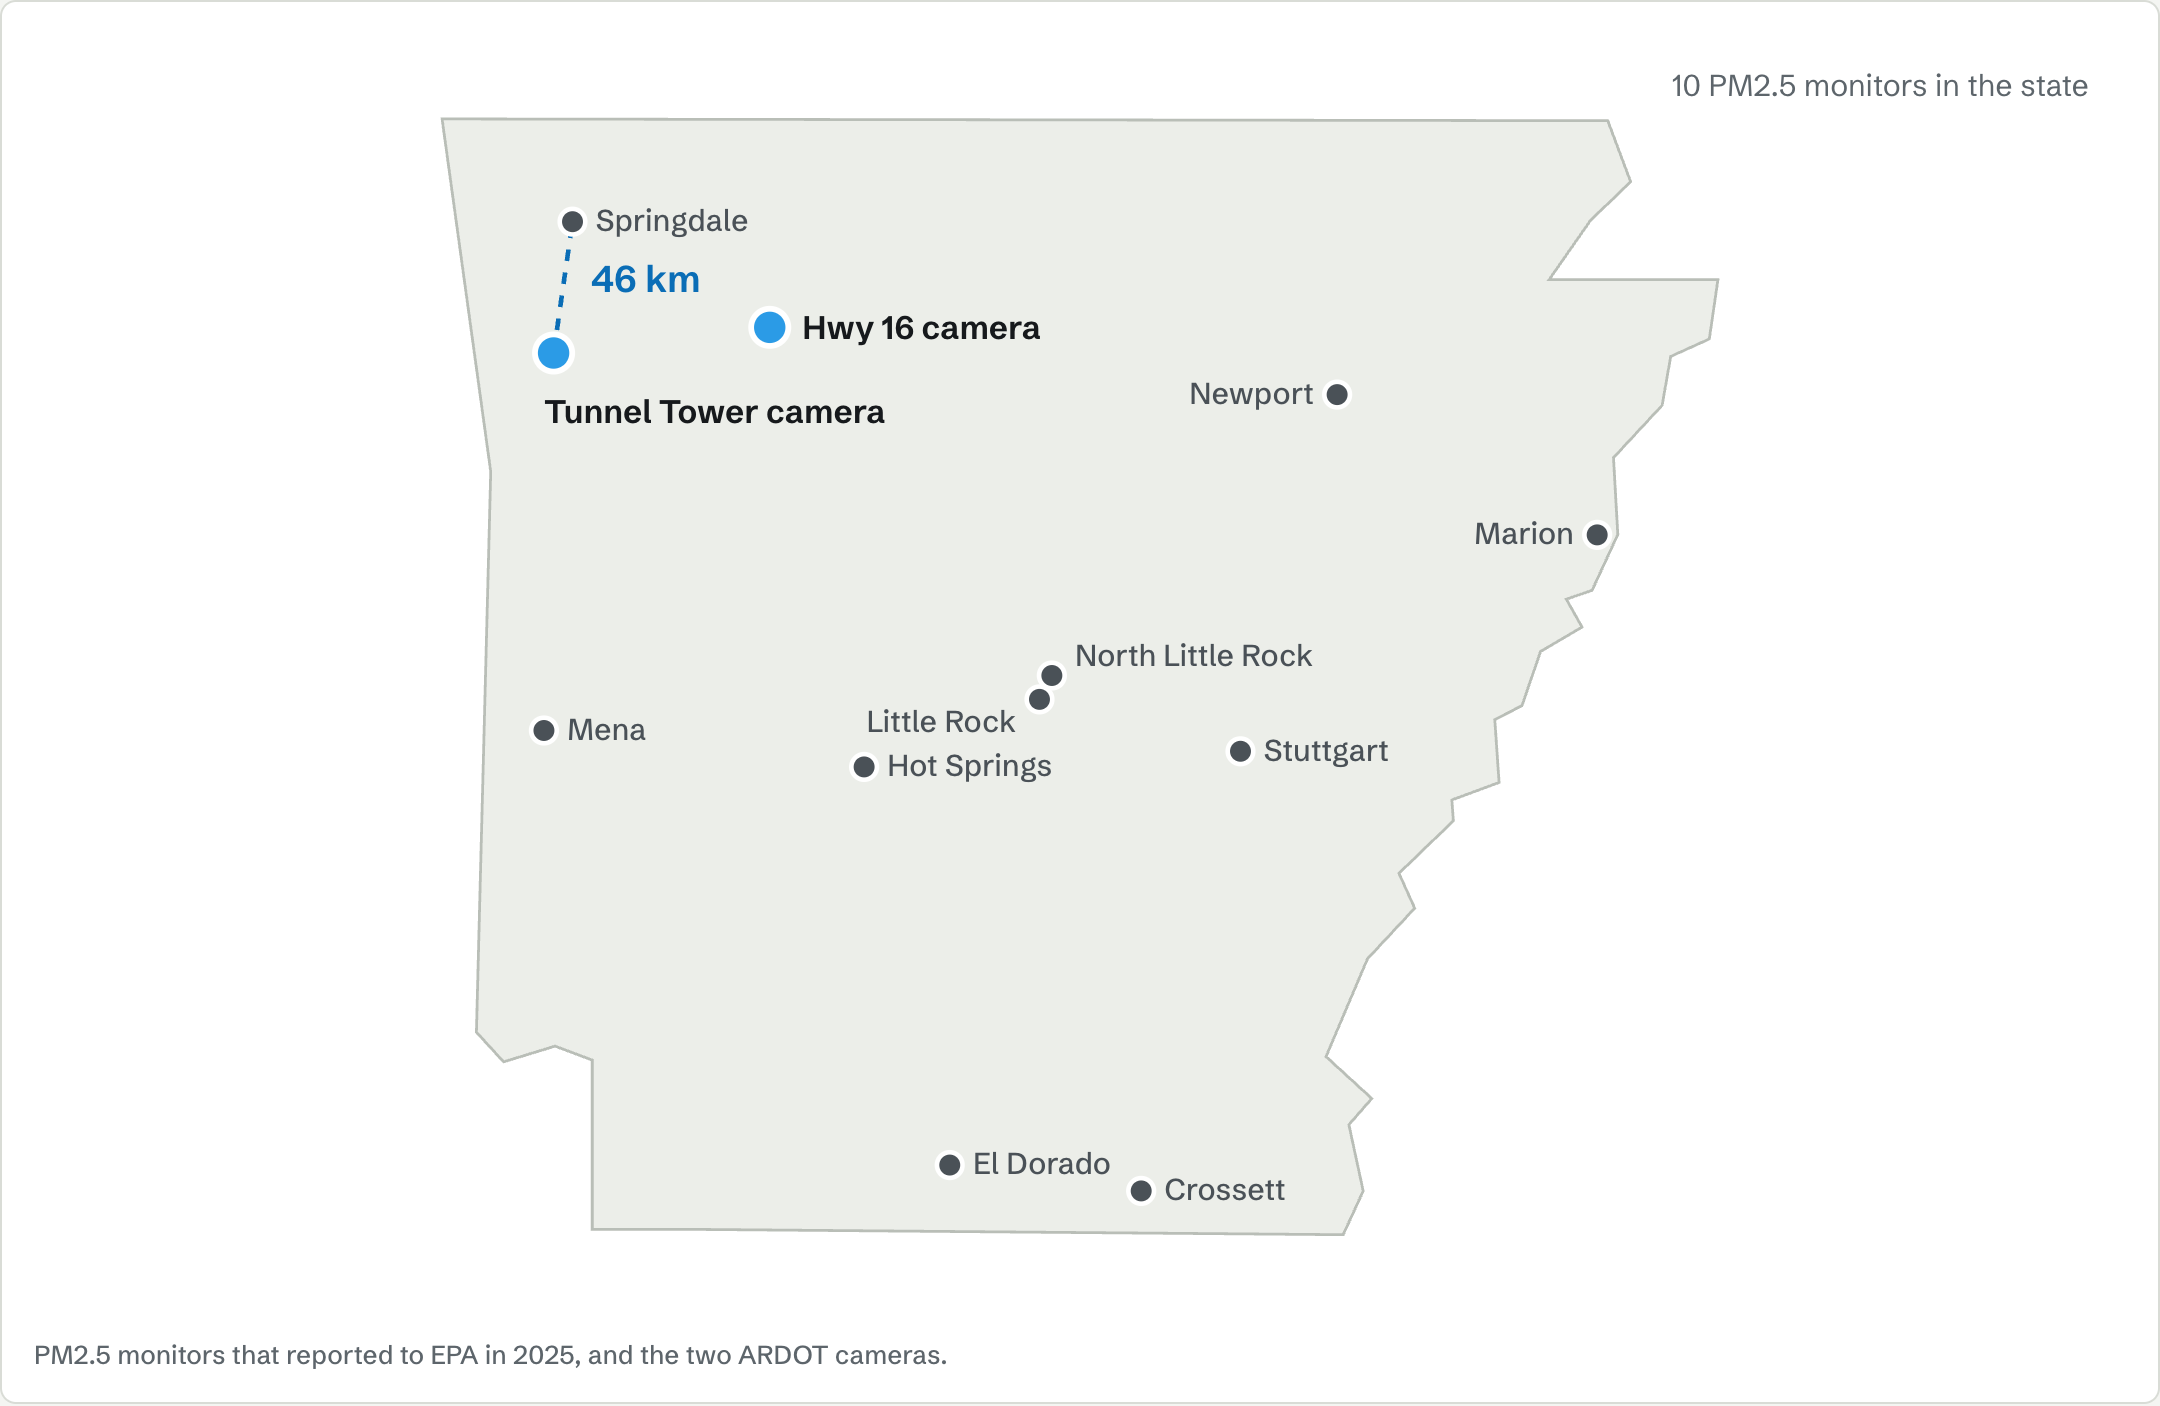 10 PM2.5 monitors in the state
Springdale
46 km
Hwy 16 camera
Tunnel Tower camera
Newport
Marion
North Little Rock
Little Rock
Mena
Hot Springs
Stuttgart
El Dorado
Crossett
PM2.5 monitors that reported to EPA in 2025, and the two ARDOT cameras.